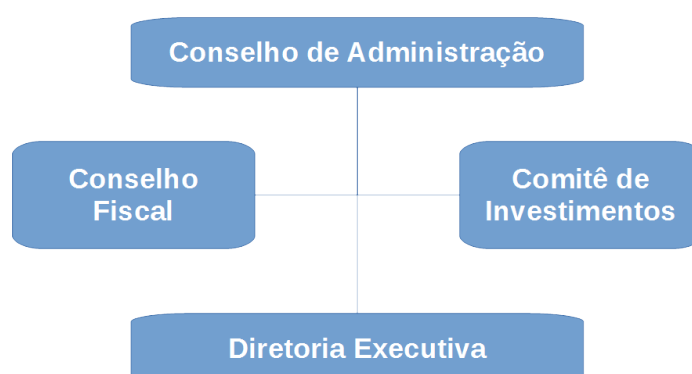 Conselho de Administração
Conselho
Fiscal
Comitê de
Investimentos
Diretoria Executiva